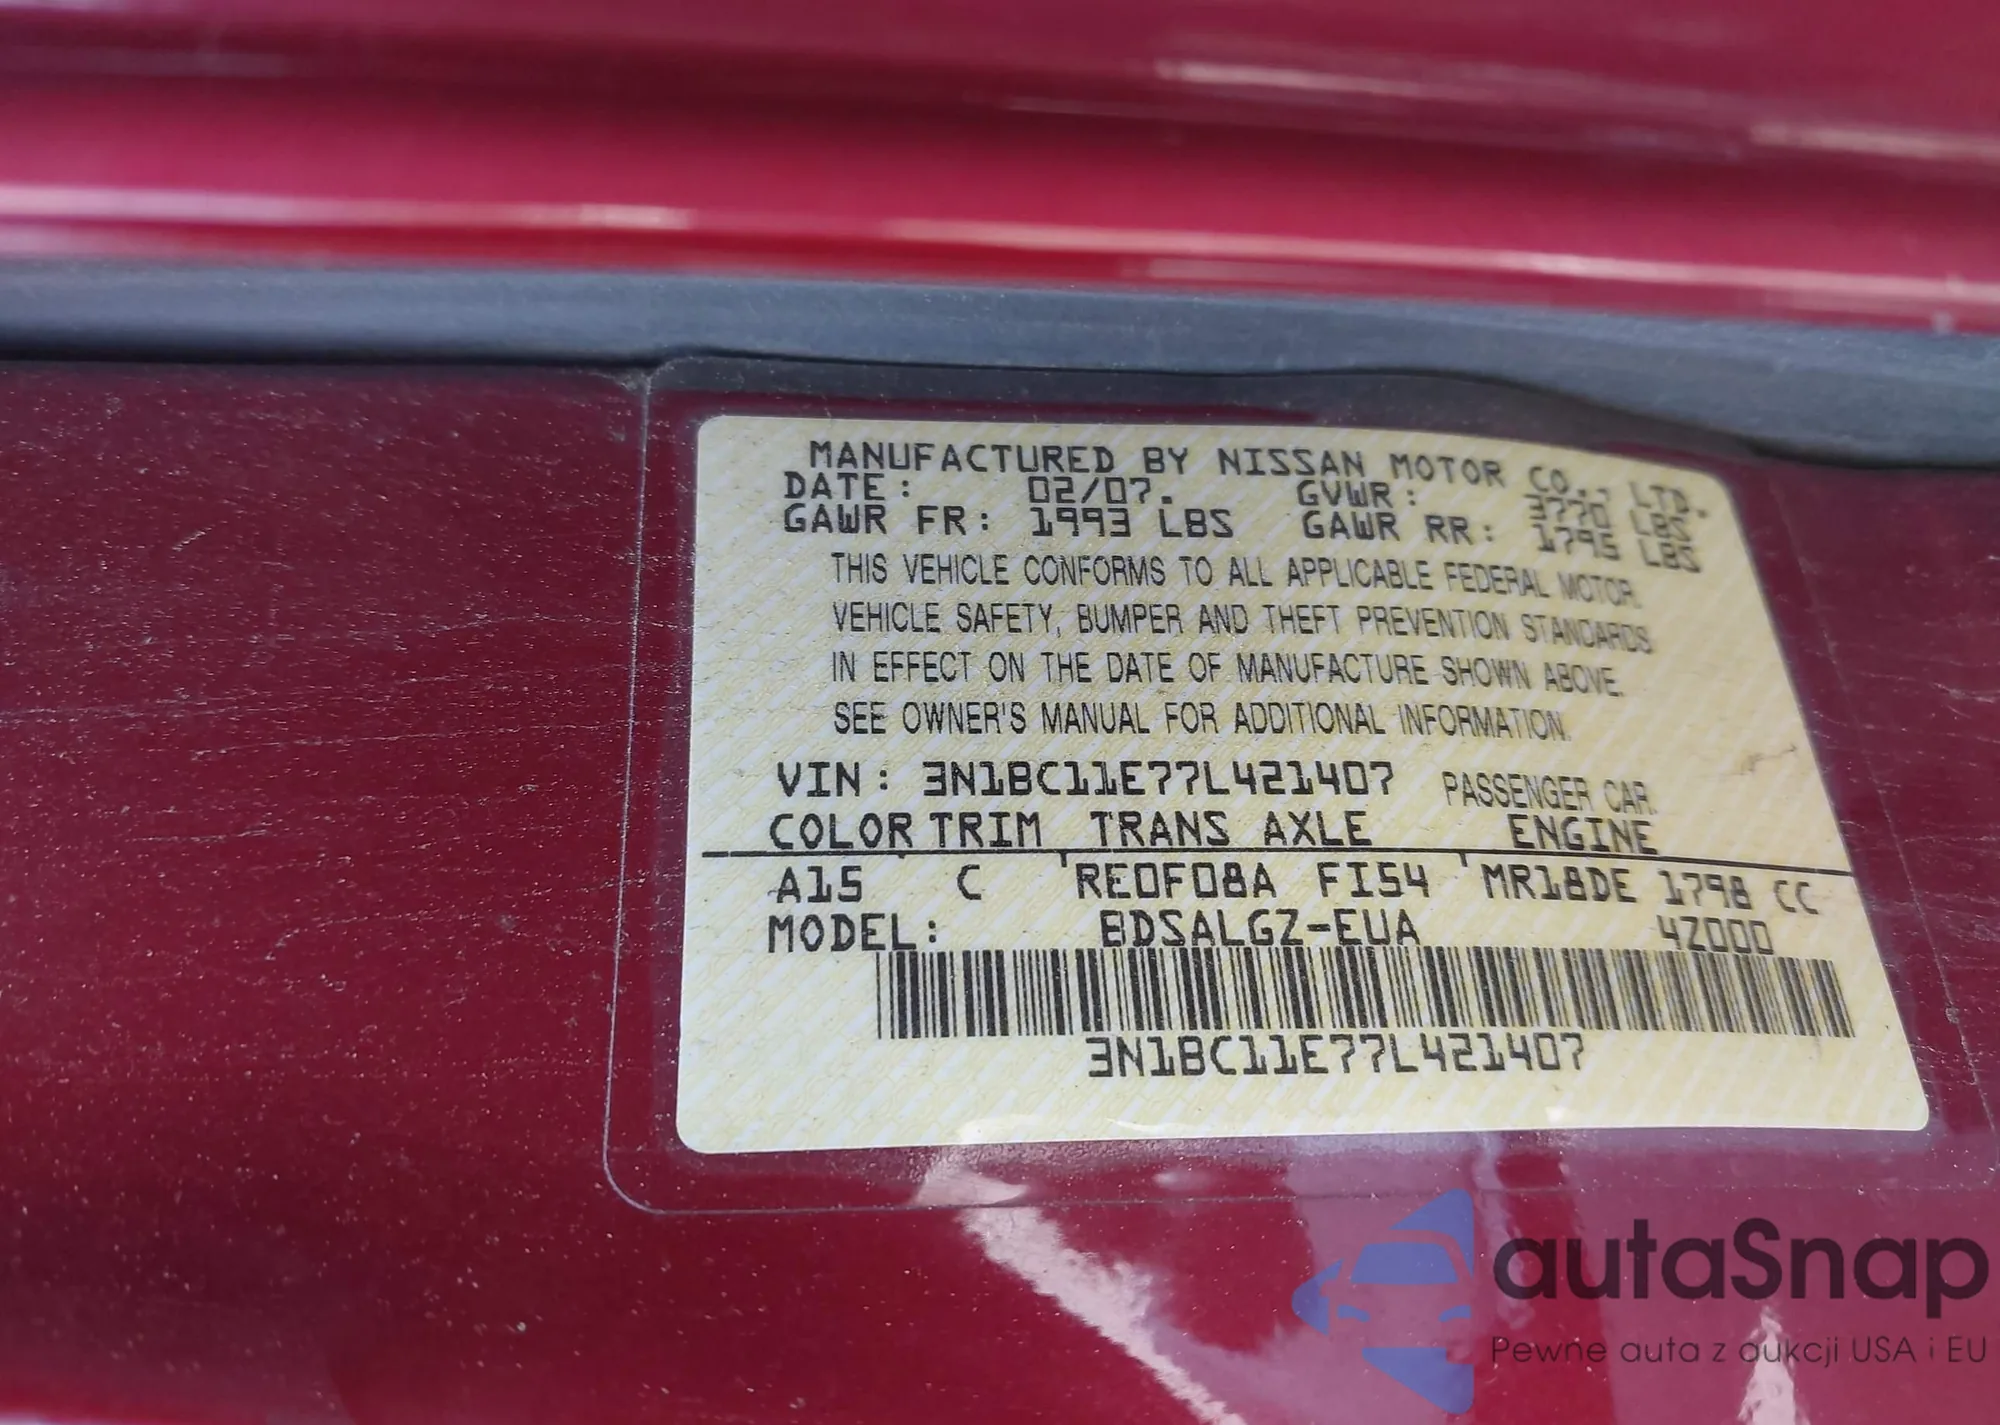 MANUFACTURED BY NISSAN MOTOR CO., LTD.
DATE: 02/07. GVWR: 3770 LBS
GAWR FR: 1993 LBS GAWR RR: 1795 LBS
THIS VEHICLE CONFORMS TO ALL APPLICABLE FEDERAL MOTOR
VEHICLE SAFETY, BUMPER AND THEFT PREVENTION STANDARDS
IN EFFECT ON THE DATE OF MANUFACTURE SHOWN ABOVE.
SEE OWNER'S MANUAL FOR ADDITIONAL INFORMATION.
VIN: 3N1BC11E77L421407 PASSENGER CAR.
COLOR TRIM TRANS AXLE ENGINE
A15 C RE0F08A FI54 MR18DE 1798 CC
MODEL: BDSALGZ-EUA 4Z000
3N1BC11E77L421407
autaSnap
Pewne auta z aukcji USA i EU